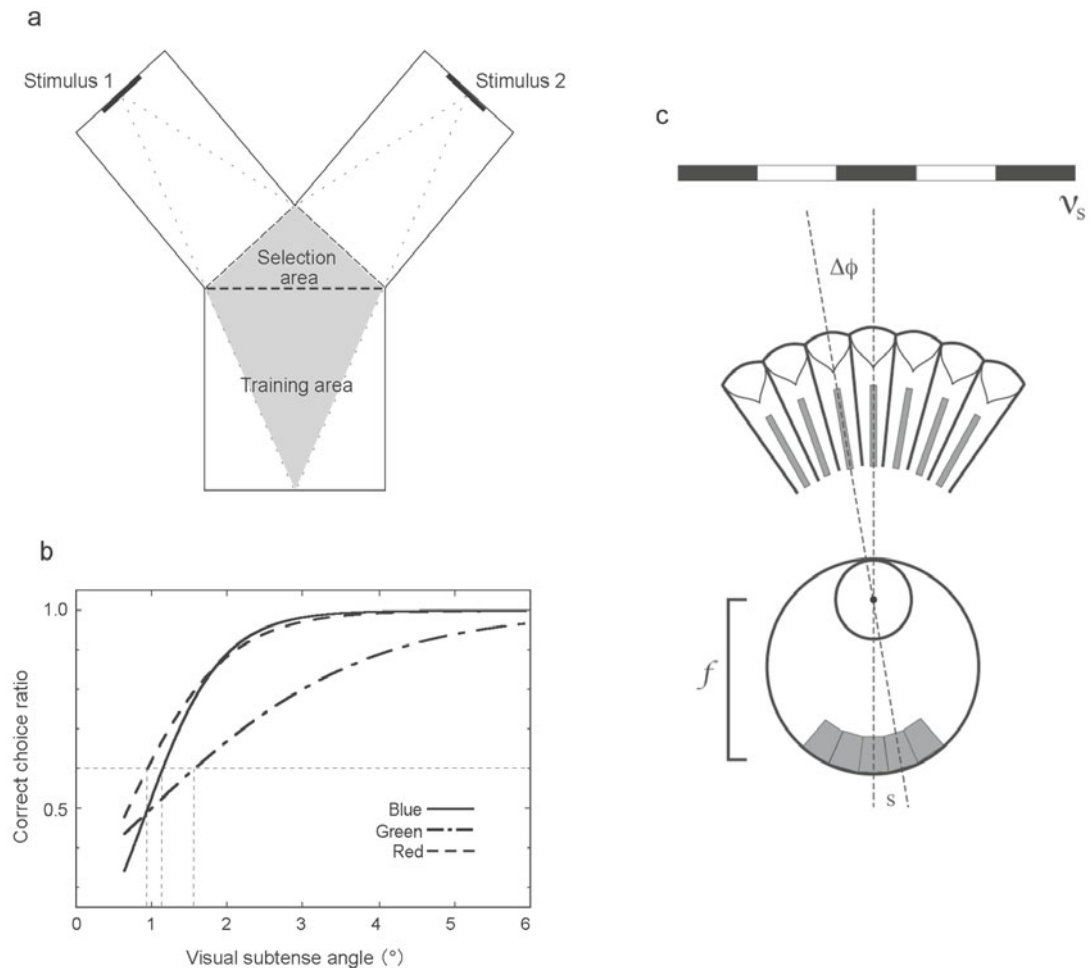 a
Stimulus 1
Stimulus 2
Selection
area
Training area
b
Correct choice ratio
1.0
0.5
Blue
Green
Red
0 1 2 3 4 5 6
Visual subtense angle (°)
c
νs
Δϕ
f
s